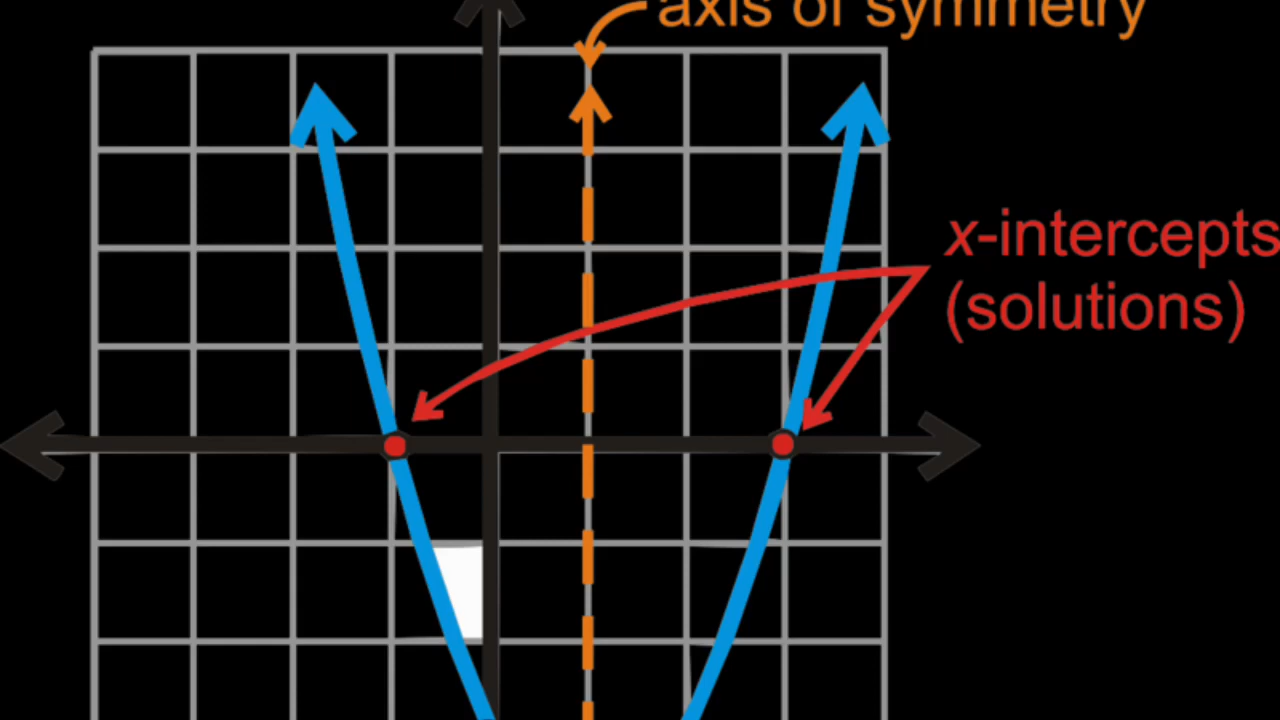 axis of symmetry
x-intercepts
(solutions)